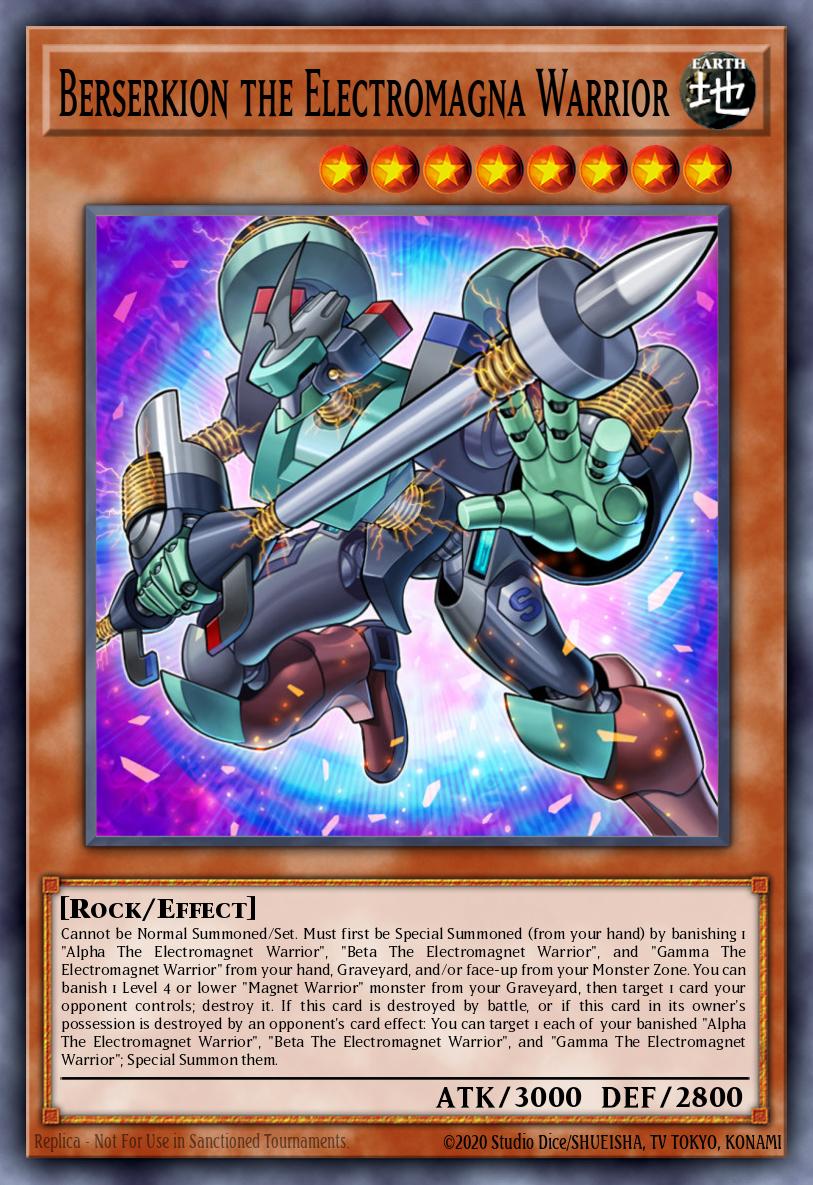 Berserkion the Electromagna Warrior
EARTH
地
S
[Rock/Effect]
Cannot be Normal Summoned/Set. Must first be Special Summoned (from your hand) by banishing 1
"Alpha The Electromagnet Warrior", "Beta The Electromagnet Warrior", and "Gamma The
Electromagnet Warrior" from your hand, Graveyard, and/or face-up from your Monster Zone. You can
banish 1 Level 4 or lower "Magnet Warrior" monster from your Graveyard, then target 1 card your
opponent controls; destroy it. If this card is destroyed by battle, or if this card in its owner's
possession is destroyed by an opponent's card effect: You can target 1 each of your banished "Alpha
The Electromagnet Warrior", "Beta The Electromagnet Warrior", and "Gamma The Electromagnet
Warrior"; Special Summon them.
ATK/3000 DEF/2800
Replica - Not For Use in Sanctioned Tournaments.
©2020 Studio Dice/SHUEISHA, TV TOKYO, KONAMI